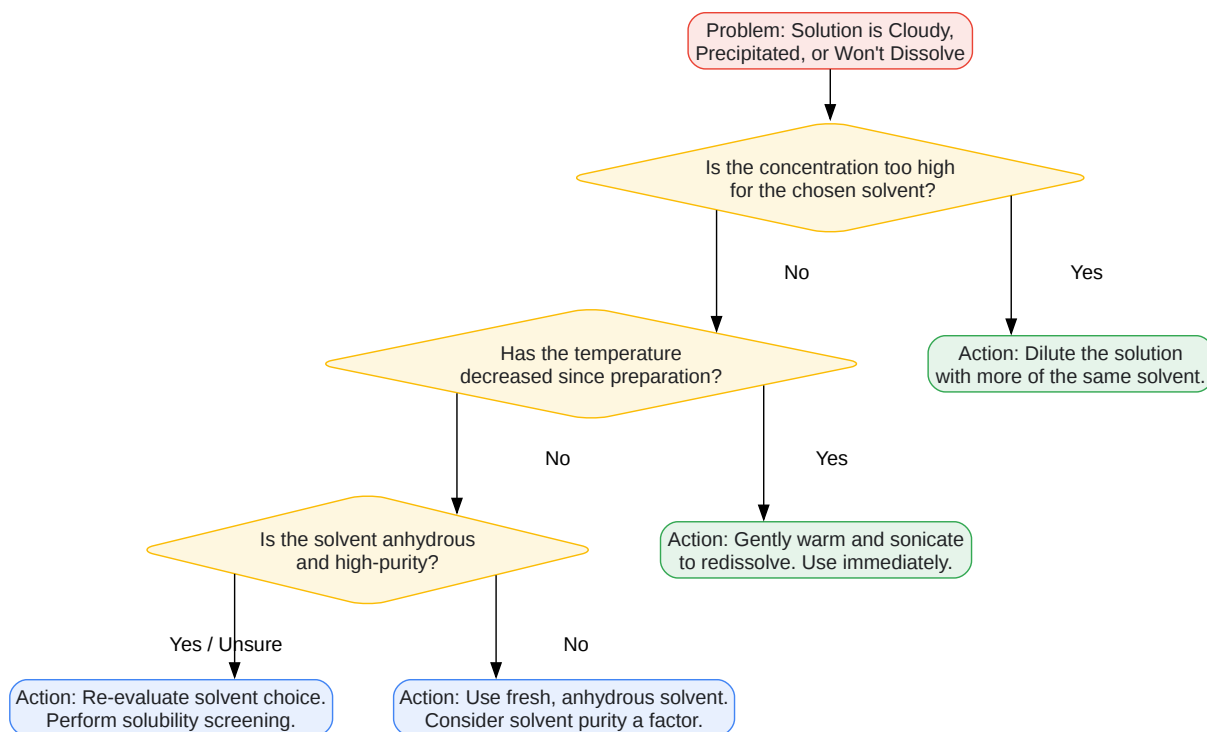 Problem: Solution is Cloudy,
Precipitated, or Won't Dissolve
Is the concentration too high
for the chosen solvent?
No
Yes
Has the temperature
decreased since preparation?
Action: Dilute the solution
with more of the same solvent.
No
Yes
Is the solvent anhydrous
and high-purity?
Action: Gently warm and sonicate
to redissolve. Use immediately.
Yes / Unsure
No
Action: Re-evaluate solvent choice.
Perform solubility screening.
Action: Use fresh, anhydrous solvent.
Consider solvent purity a factor.